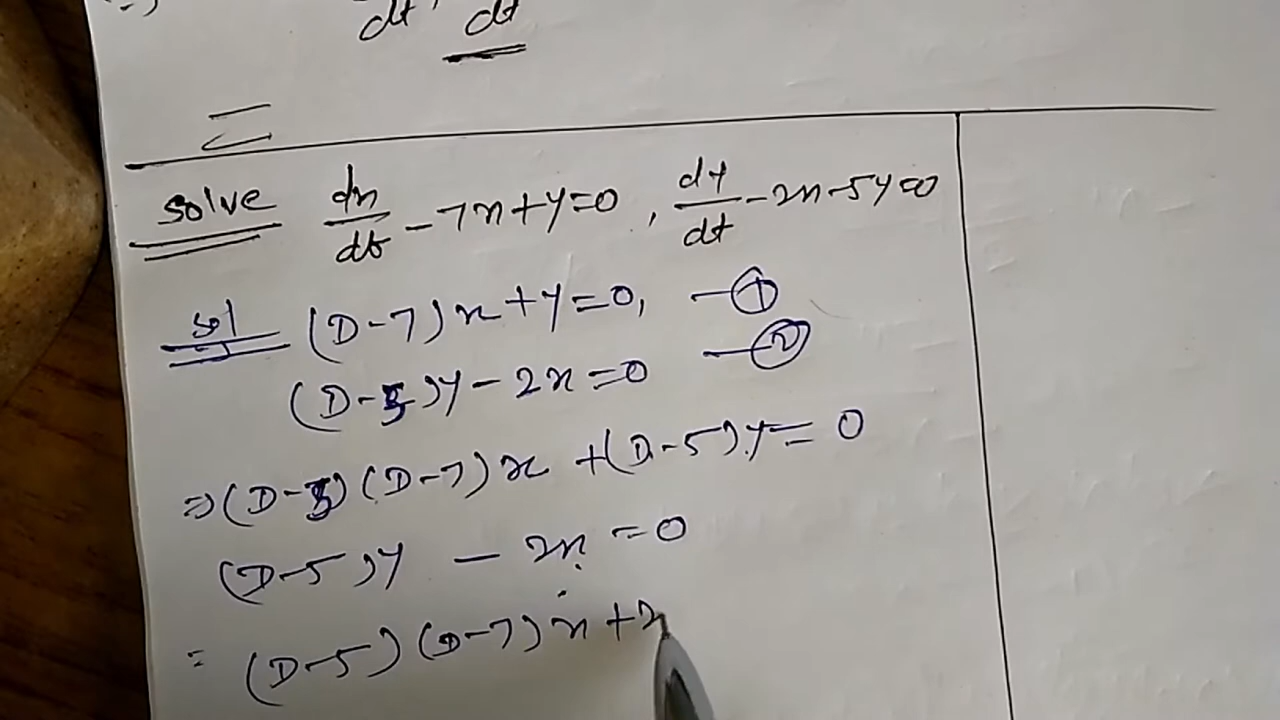 dt, dt
solve dx/dt - 7x + y = 0, dy/dt - 2x - 5y = 0
sol (D-7)x + y = 0, — ①
(D-5)y - 2x = 0 — ②
⇒ (D-5)(D-7)x + (D-5)y = 0
(D-5)y - 2x = 0
= (D-5)(D-7)x + 2